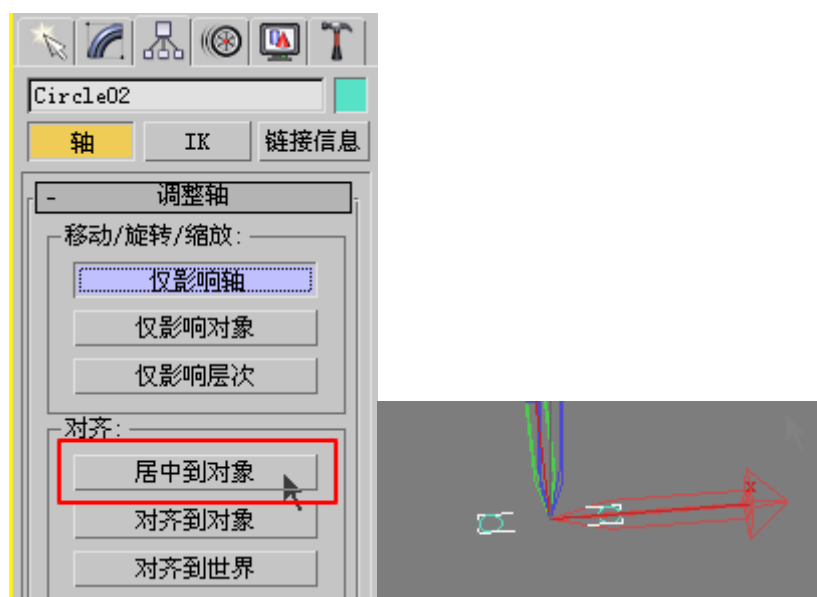 Circle02
轴 IK 链接信息
- 调整轴
移动/旋转/缩放:
仅影响轴
仅影响对象
仅影响层次
对齐:
居中到对象
对齐到对象
对齐到世界
x